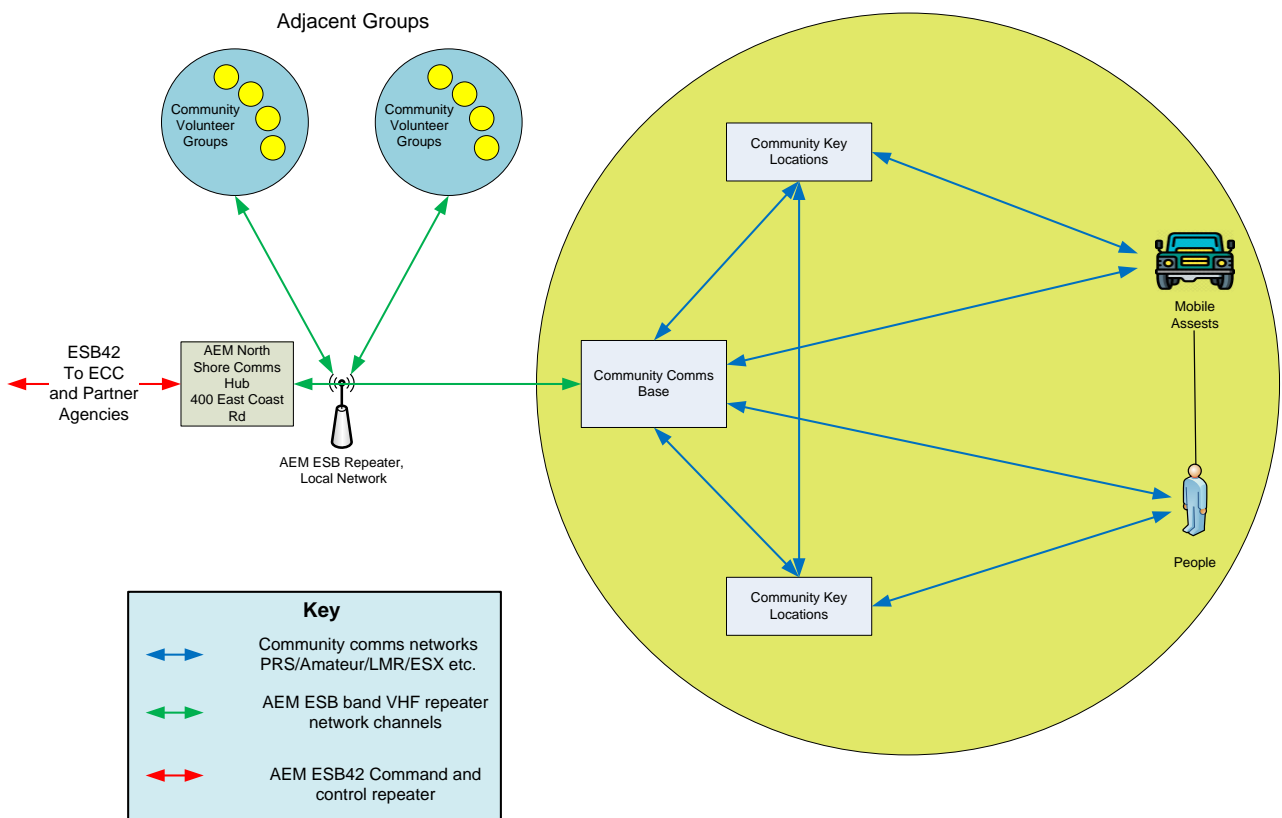 Adjacent Groups
Community
Volunteer
Groups
Community
Volunteer
Groups
Community Key
Locations
Mobile
Assests
ESB42
To ECC
and Partner
Agencies
AEM North
Shore Comms
Hub
400 East Coast
Rd
Community Comms
Base
AEM ESB Repeater,
Local Network
People
Community Key
Locations
Key
Community comms networks
PRS/Amateur/LMR/ESX etc.
AEM ESB band VHF repeater
network channels
AEM ESB42 Command and
control repeater